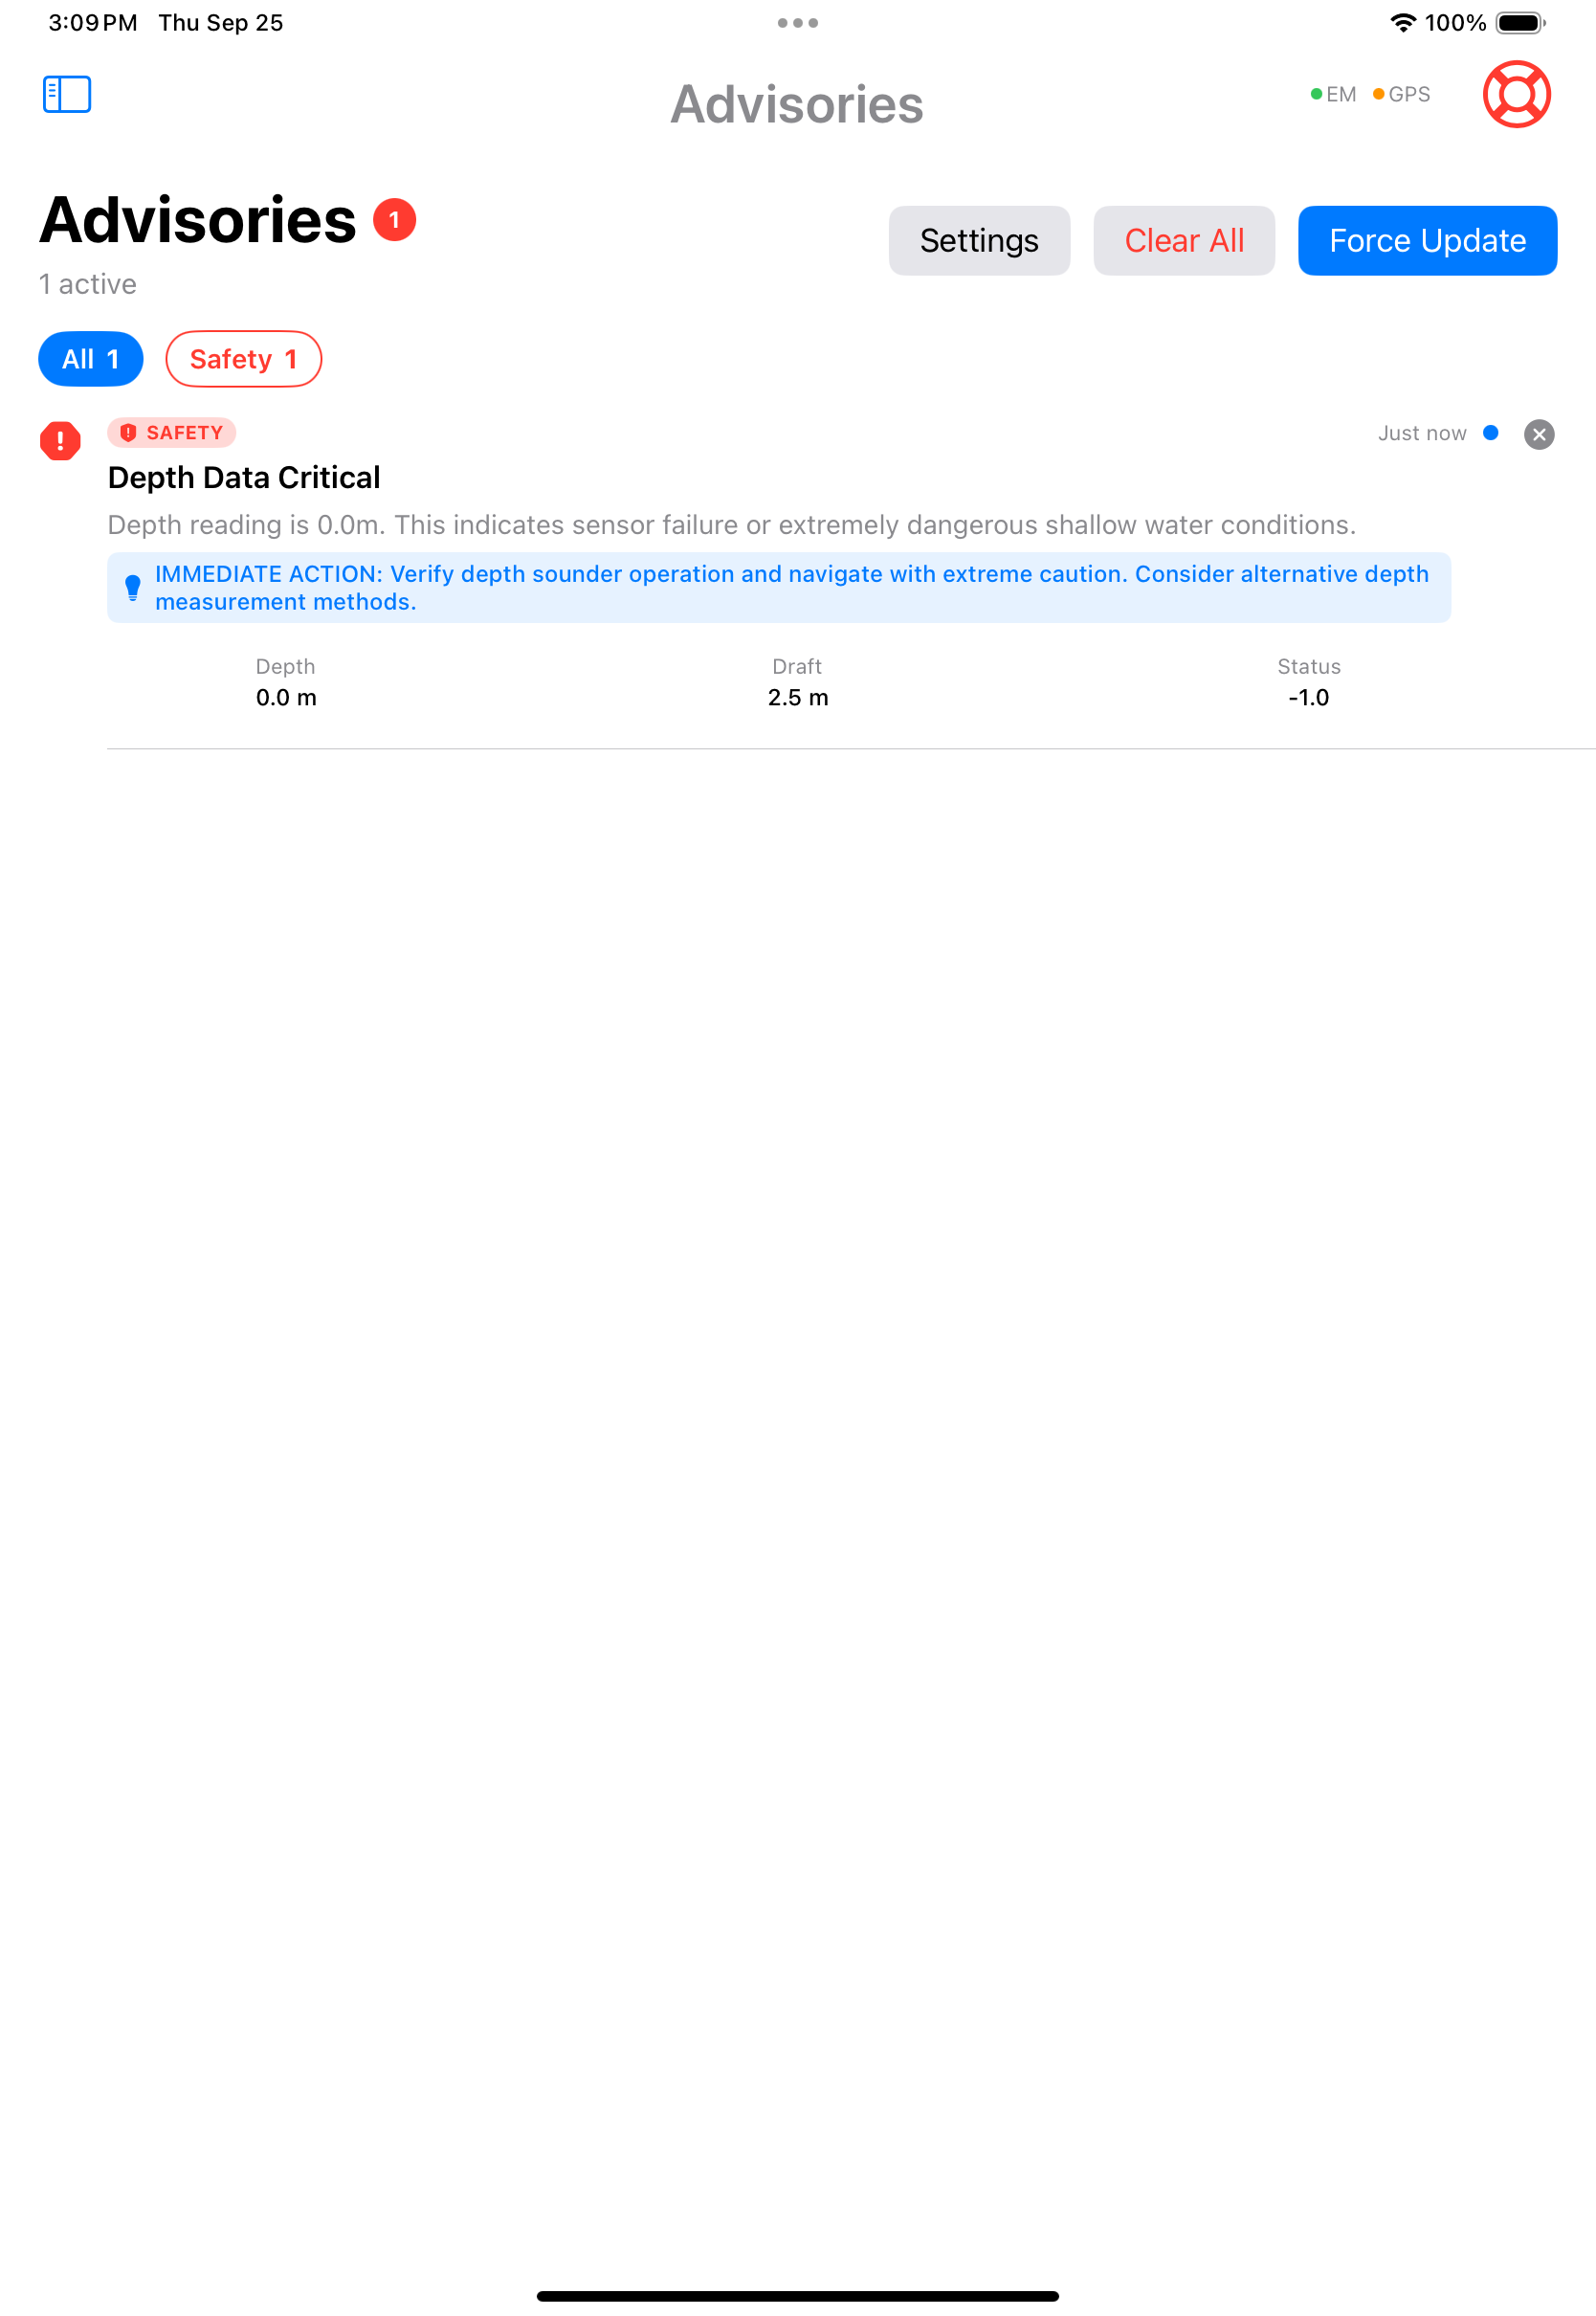 3:09 PM Thu Sep 25
100%
Advisories
EM GPS
Advisories 1
1 active
Settings
Clear All
Force Update
All 1
Safety 1
SAFETY
Just now
Depth Data Critical
Depth reading is 0.0m. This indicates sensor failure or extremely dangerous shallow water conditions.
IMMEDIATE ACTION: Verify depth sounder operation and navigate with extreme caution. Consider alternative depth
measurement methods.
Depth Draft Status
0.0 m 2.5 m -1.0